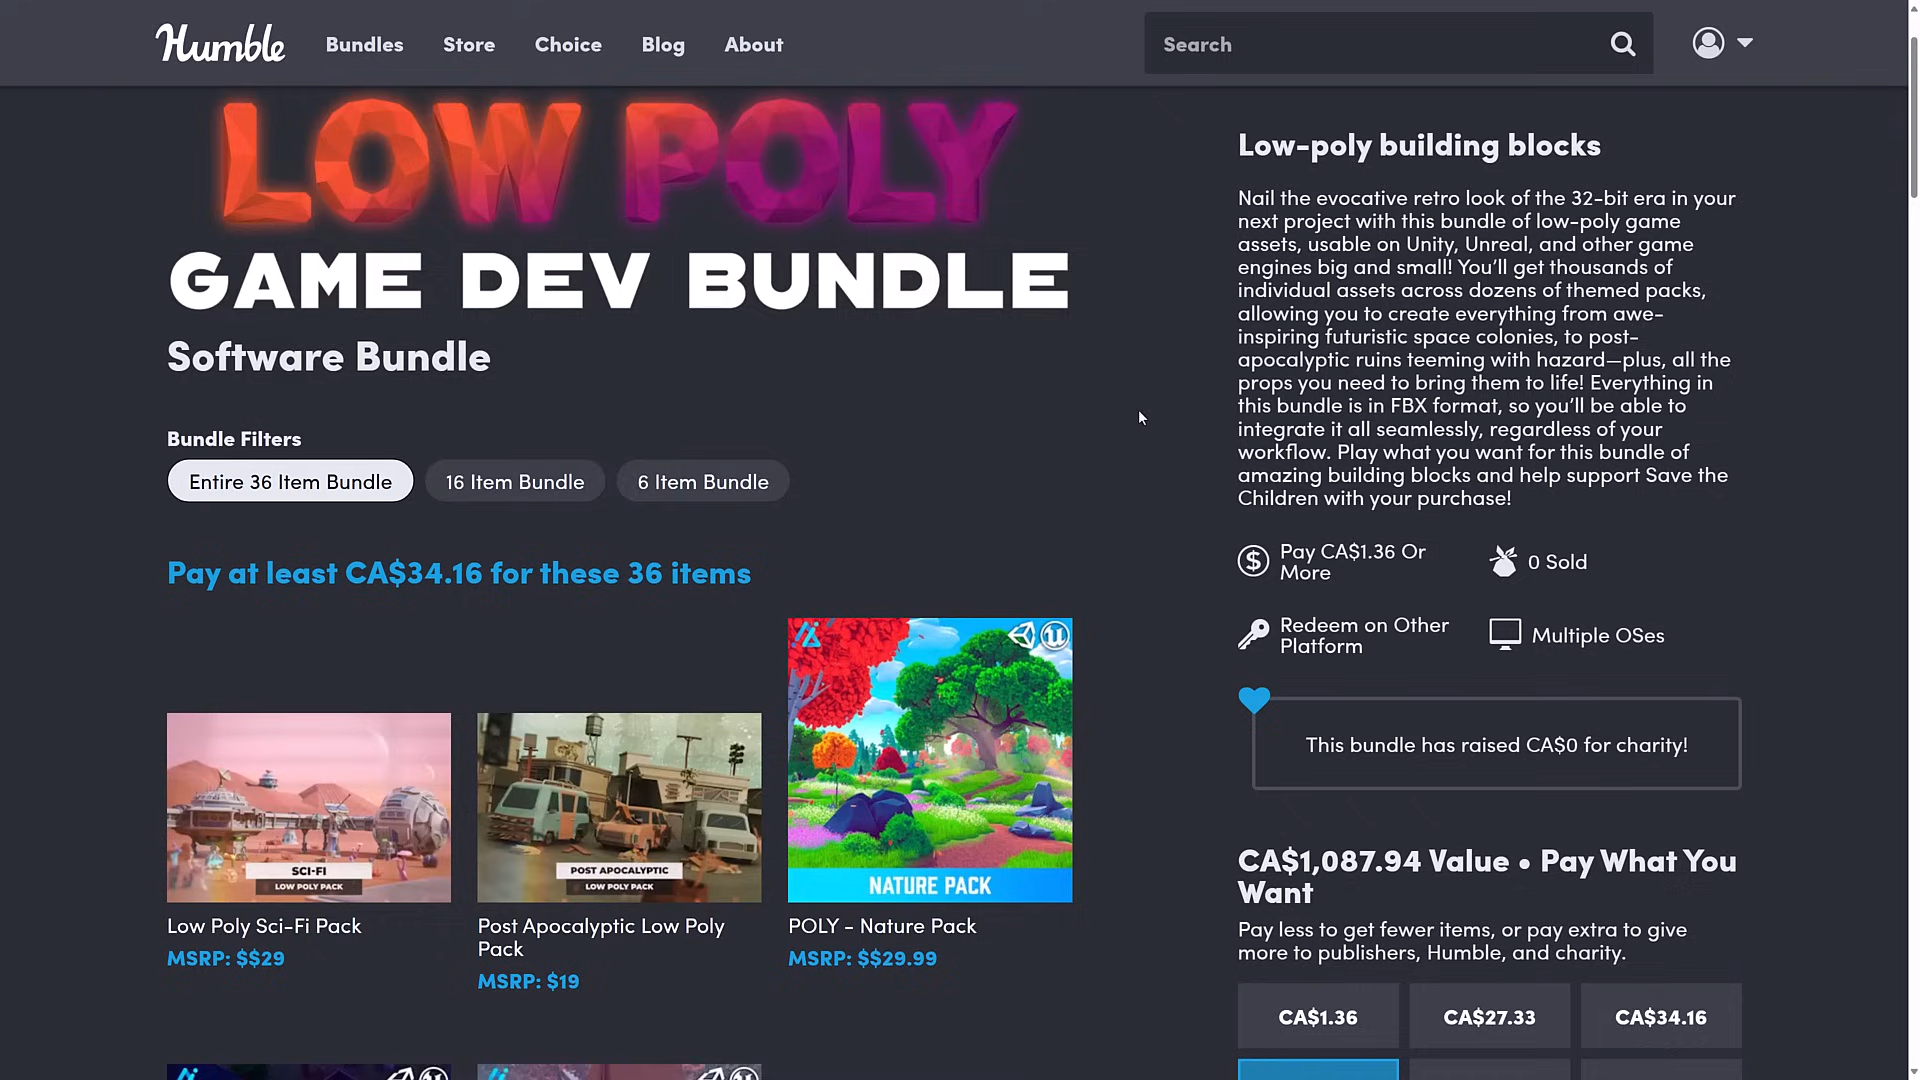 Humble
Bundles
Store
Choice
Blog
About
Search
LOW POLY
GAME DEV BUNDLE
Software Bundle
Bundle Filters
Entire 36 Item Bundle
16 Item Bundle
6 Item Bundle
Pay at least CA$34.16 for these 36 items
SCI-FI
LOW POLY PACK
Low Poly Sci-Fi Pack
MSRP: $$29
POST APOCALYPTIC
LOW POLY PACK
Post Apocalyptic Low Poly
Pack
MSRP: $19
NATURE PACK
POLY - Nature Pack
MSRP: $$29.99
Low-poly building blocks
Nail the evocative retro look of the 32-bit era in your
next project with this bundle of low-poly game
assets, usable on Unity, Unreal, and other game
engines big and small! You’ll get thousands of
individual assets across dozens of themed packs,
allowing you to create everything from awe-
inspiring futuristic space colonies, to post-
apocalyptic ruins teeming with hazard—plus, all the
props you need to bring them to life! Everything in
this bundle is in FBX format, so you’ll be able to
integrate it all seamlessly, regardless of your
workflow. Play what you want for this bundle of
amazing building blocks and help support Save the
Children with your purchase!
Pay CA$1.36 Or
More
0 Sold
Redeem on Other
Platform
Multiple OSes
This bundle has raised CA$0 for charity!
CA$1,087.94 Value • Pay What You
Want
Pay less to get fewer items, or pay extra to give
more to publishers, Humble, and charity.
CA$1.36
CA$27.33
CA$34.16